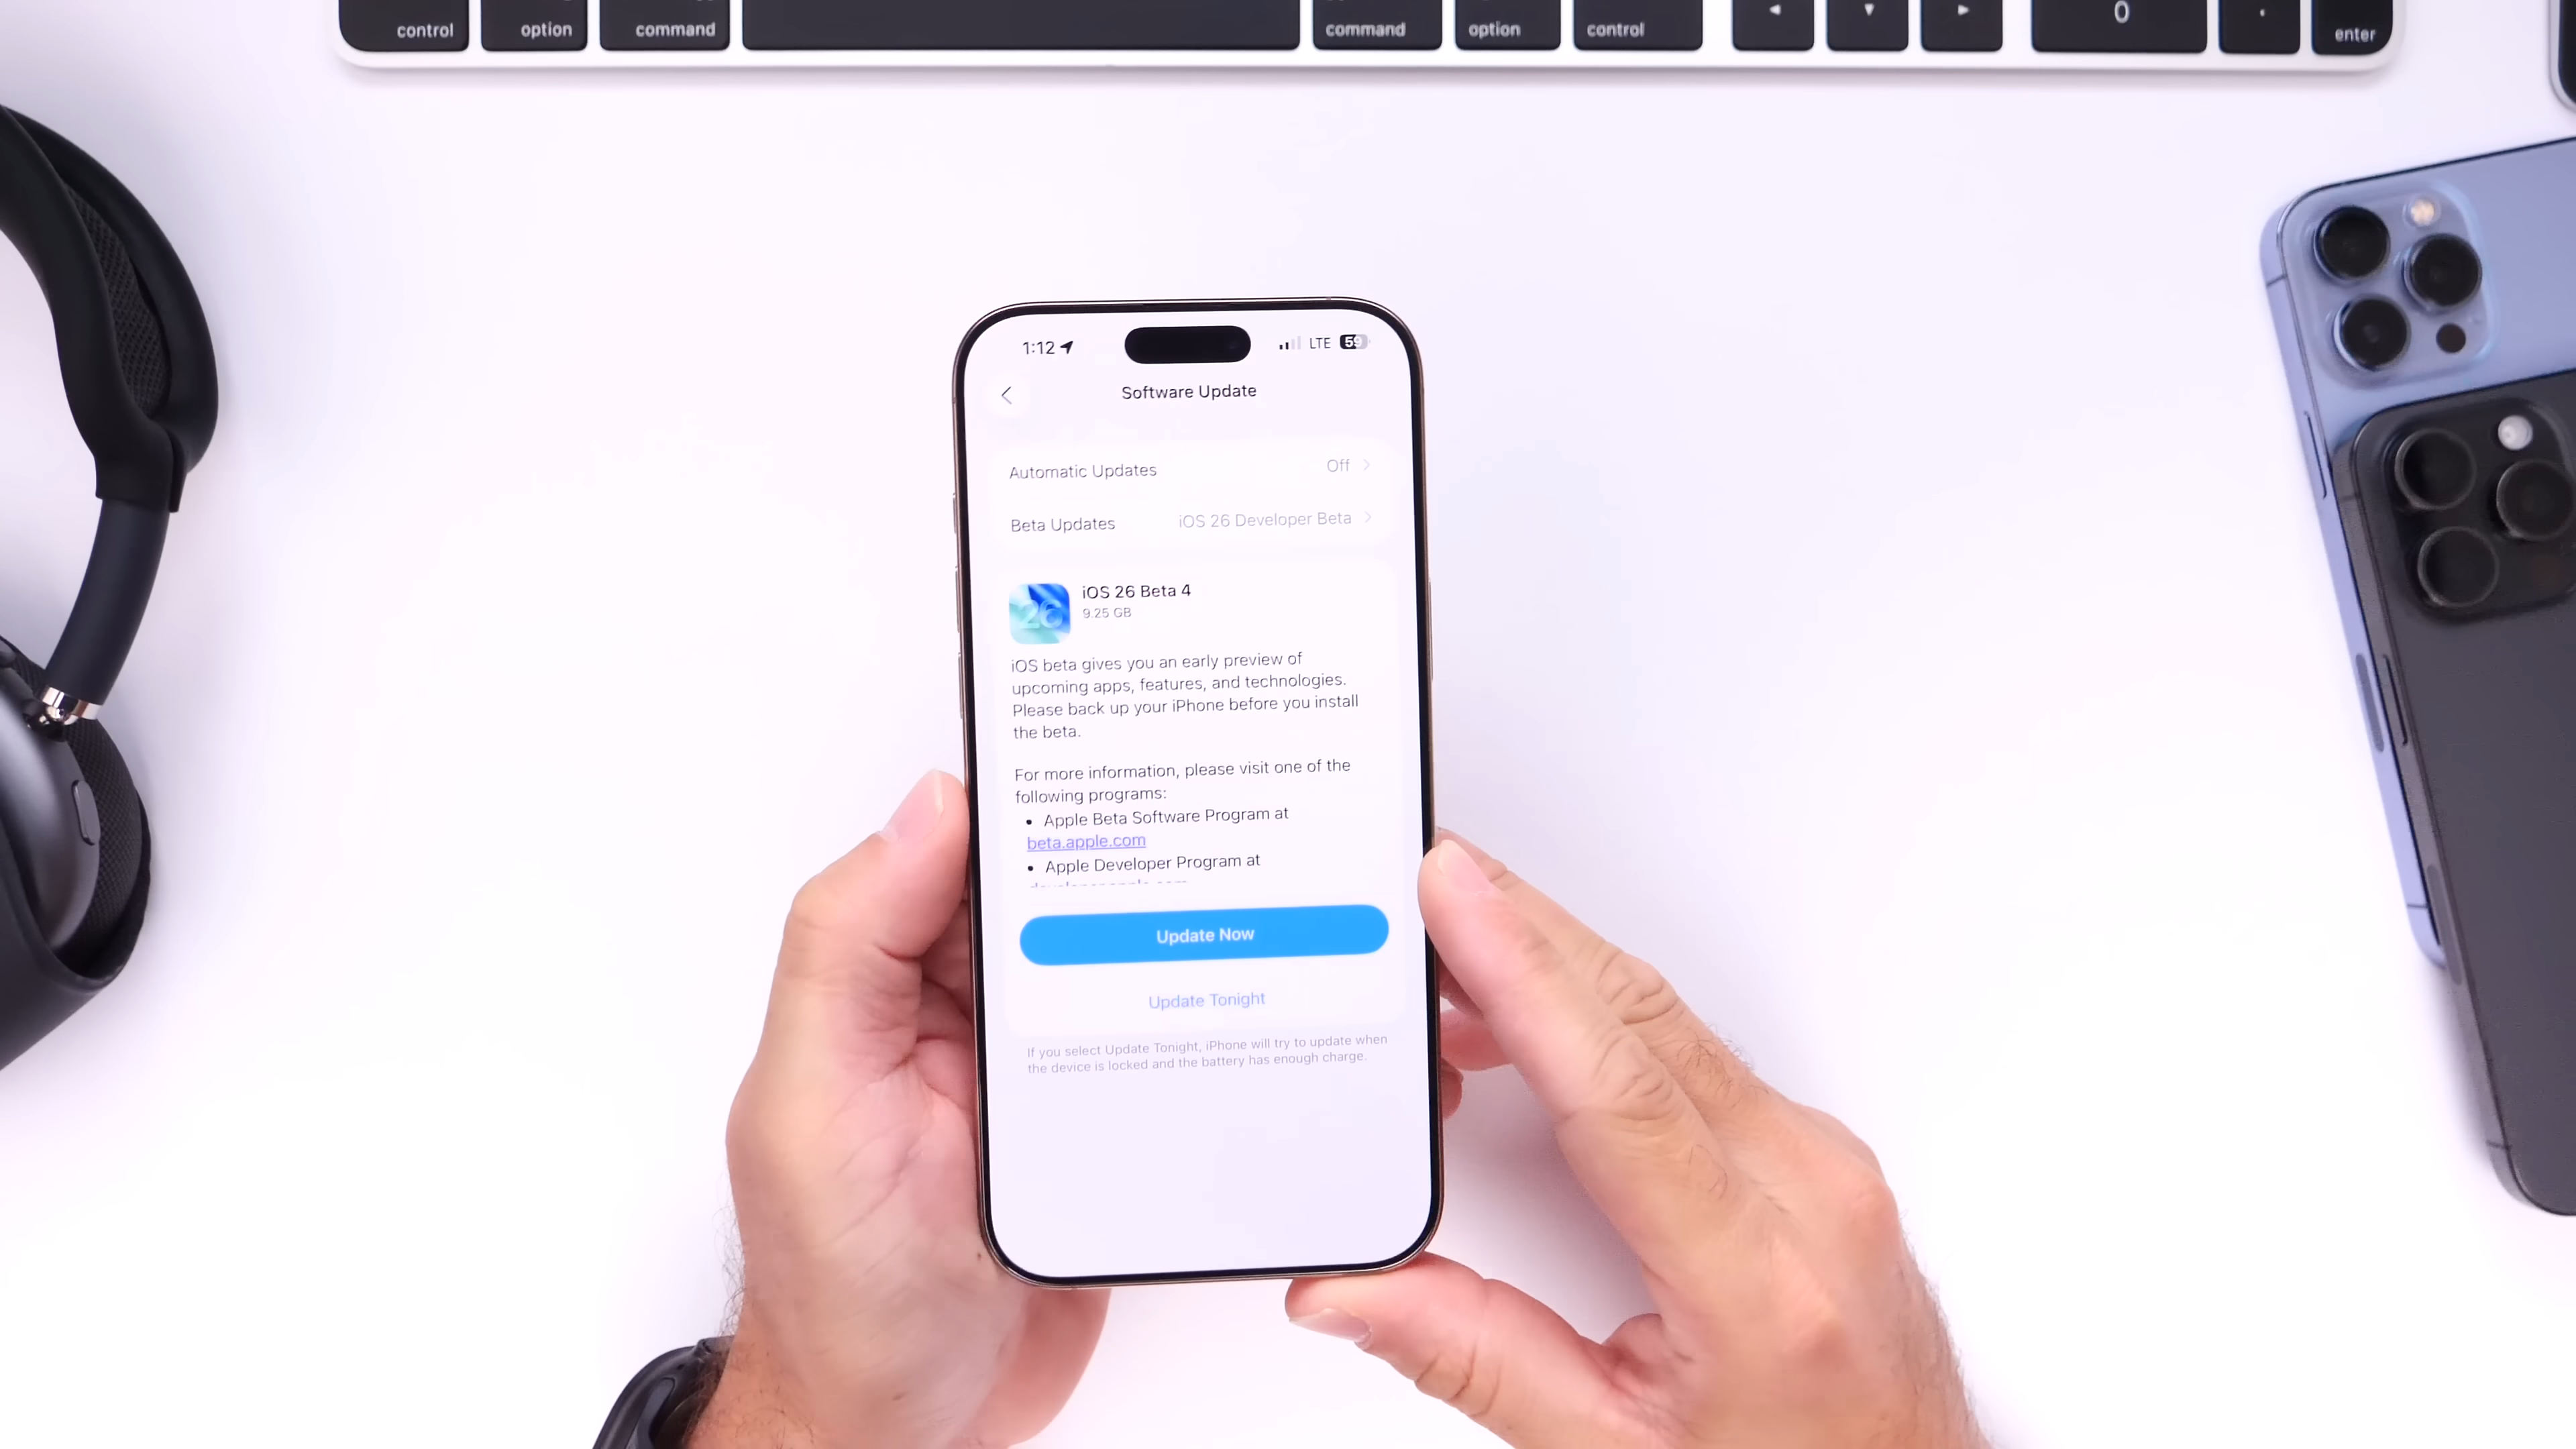 control option command command option control 0 . enter
1:12 LTE 59
Software Update
Automatic Updates Off
Beta Updates iOS 26 Developer Beta
26
iOS 26 Beta 4
9.25 GB
iOS beta gives you an early preview of
upcoming apps, features, and technologies.
Please back up your iPhone before you install
the beta.
For more information, please visit one of the
following programs:
• Apple Beta Software Program at
beta.apple.com
• Apple Developer Program at
Update Now
Update Tonight
If you select Update Tonight, iPhone will try to update when
the device is locked and the battery has enough charge.